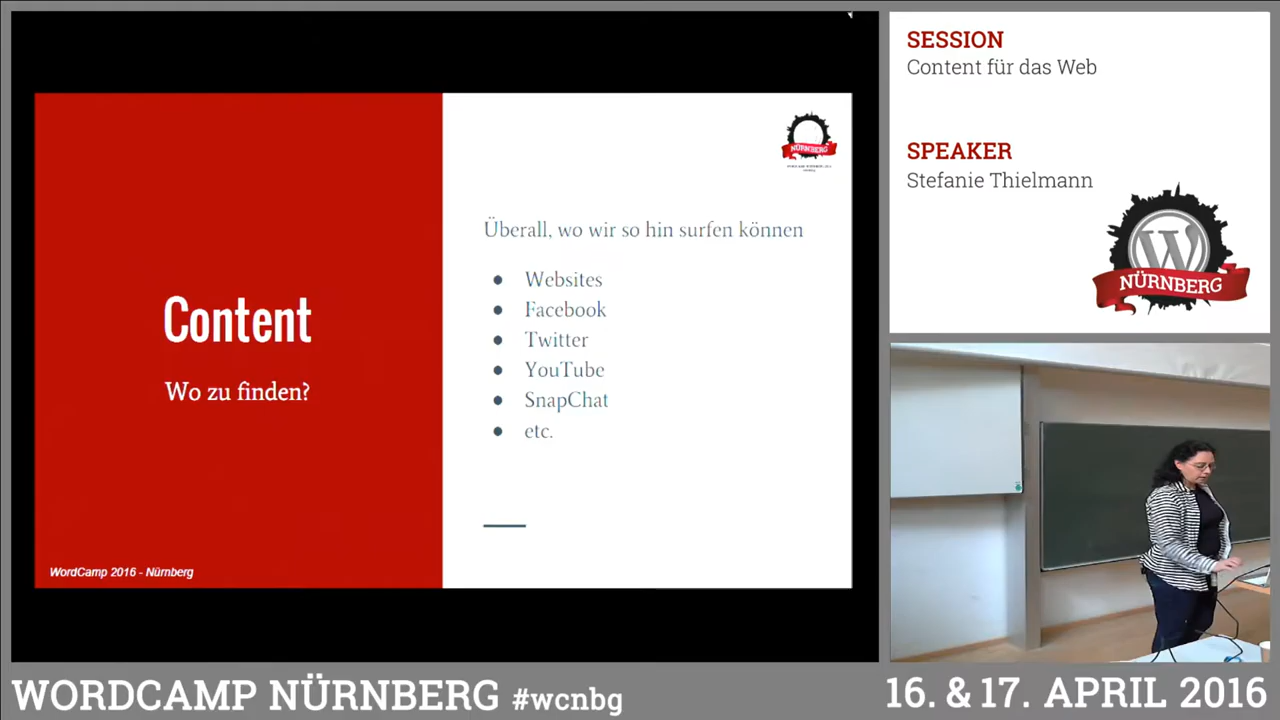 Content
Wo zu finden?
WordCamp 2016 - Nürnberg
NÜRNBERG
Überall, wo wir so hin surfen können
● Websites
● Facebook
● Twitter
● YouTube
● SnapChat
● etc.
SESSION
Content für das Web
SPEAKER
Stefanie Thielmann
NÜRNBERG
WORDCAMP NÜRNBERG #wcnbg
16. & 17. APRIL 2016